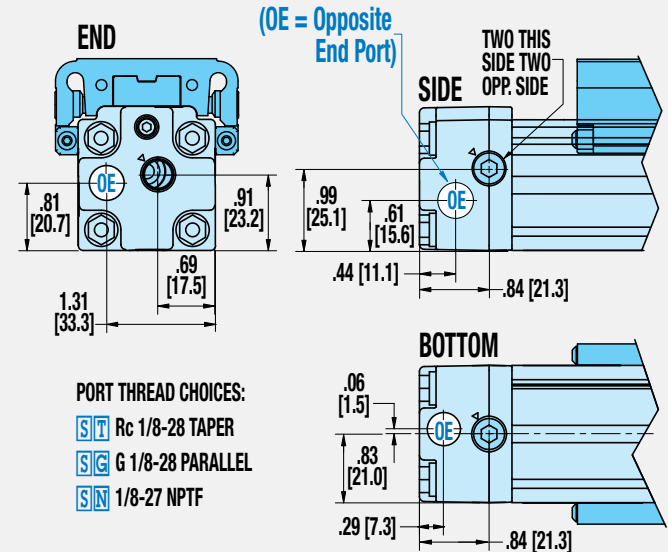 (OE = Opposite
End Port)
END
OE
.81
[20.7]
.91
[23.2]
.69
[17.5]
1.31
[33.3]
SIDE
TWO THIS
SIDE TWO
OPP. SIDE
OE
.99
[25.1]
.61
[15.6]
.44 [11.1]
.84 [21.3]
BOTTOM
OE
.06
[1.5]
.83
[21.0]
.29 [7.3]
.84 [21.3]
PORT THREAD CHOICES:
ST Rc 1/8-28 TAPER
SG G 1/8-28 PARALLEL
SN 1/8-27 NPTF